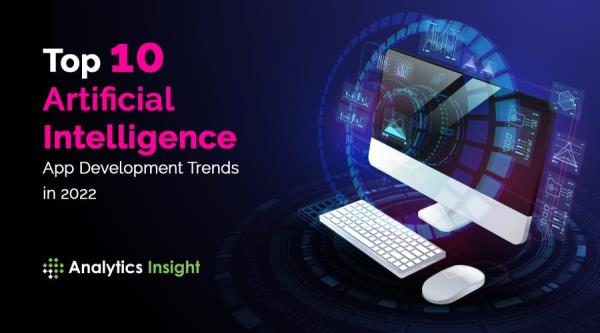 Top 10
Artificial
Intelligence
App Development Trends
in 2022
Analytics Insight